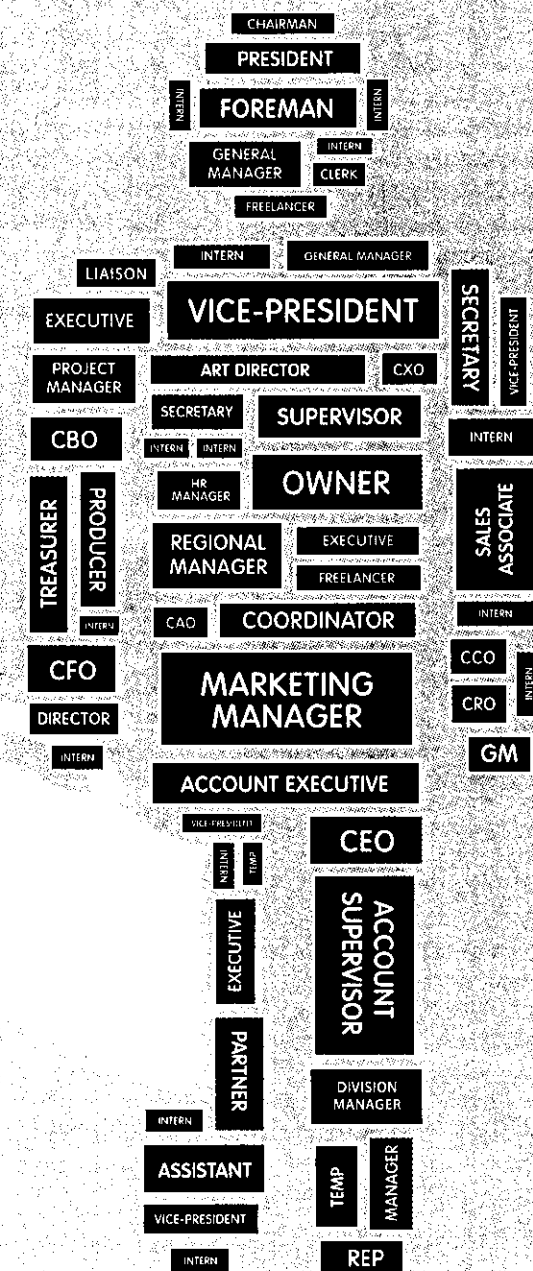 CHAIRMAN
PRESIDENT
INTERN
FOREMAN
INTERN
GENERAL
MANAGER
INTERN
CLERK
FREELANCER
INTERN
GENERAL MANAGER
LIAISON
EXECUTIVE
VICE-PRESIDENT
SECRETARY
VICE-PRESIDENT
PROJECT
MANAGER
ART DIRECTOR
CXO
SECRETARY
SUPERVISOR
CBO
INTERN
INTERN
INTERN
HR
MANAGER
OWNER
TREASURER
PRODUCER
SALES
ASSOCIATE
REGIONAL
MANAGER
EXECUTIVE
FREELANCER
INTERN
CAO
COORDINATOR
INTERN
CFO
MARKETING
MANAGER
CCO
CRO
INTERN
DIRECTOR
INTERN
GM
ACCOUNT EXECUTIVE
VICE-PRESIDENT
CEO
INTERN
TEMP
EXECUTIVE
ACCOUNT
SUPERVISOR
PARTNER
DIVISION
MANAGER
INTERN
ASSISTANT
TEMP
MANAGER
VICE-PRESIDENT
INTERN
REP